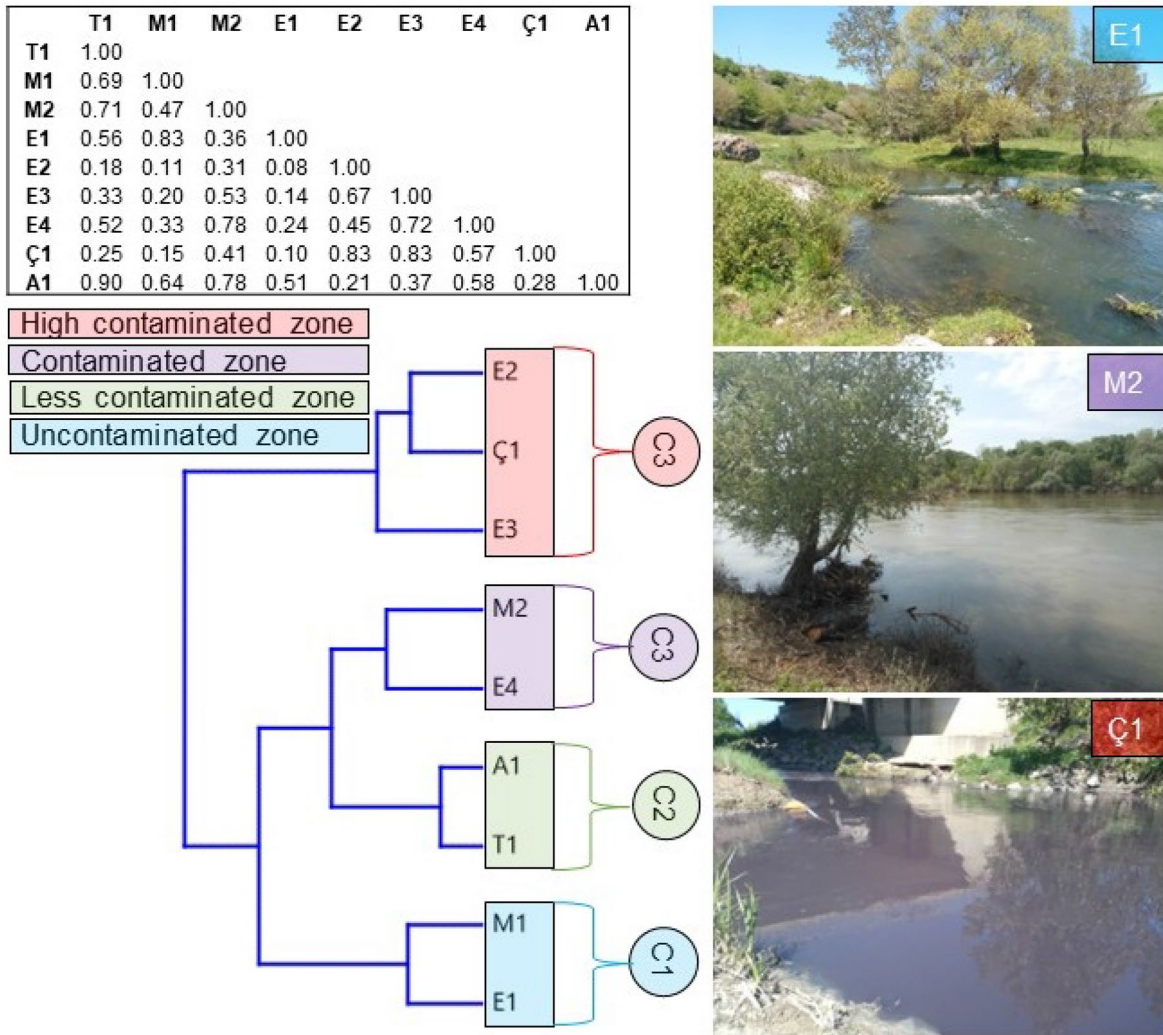 T1 M1 M2 E1 E2 E3 E4 Ç1 A1
T1 1.00
M1 0.69 1.00
M2 0.71 0.47 1.00
E1 0.56 0.83 0.36 1.00
E2 0.18 0.11 0.31 0.08 1.00
E3 0.33 0.20 0.53 0.14 0.67 1.00
E4 0.52 0.33 0.78 0.24 0.45 0.72 1.00
Ç1 0.25 0.15 0.41 0.10 0.83 0.83 0.57 1.00
A1 0.90 0.64 0.78 0.51 0.21 0.37 0.58 0.28 1.00
High contaminated zone
Contaminated zone
Less contaminated zone
Uncontaminated zone
E2
Ç1
E3
C3
M2
E4
C3
A1
T1
C2
M1
E1
C1
E1
M2
Ç1